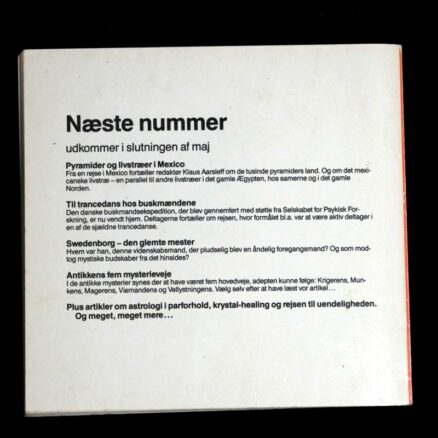 Næste nummer
udkommer i slutningen af maj
Pyramider og livstræer i Mexico
Fra en rejse i Mexico fortæller redaktør Klaus Aarsleff om de tusinde pyramiders land. Og om det mexi-
canske livstræ – en parallel til andre livstræer i det gamle Ægypten, hos samerne og i det gamle
Norden.
Til trancedans hos buskmændene
Den danske buskmandsekspedition, der blev gennemført med støtte fra Selskabet for Psykisk For-
skning, er nu vendt hjem. Deltagerne fortæller om rejsen, hvor formålet bl.a. var at være aktiv deltager i
en af de sjældne trancedanse.
Swedenborg – den glemte mester
Hvem var han, denne videnskabsmand, der pludselig blev en åndelig foregangsmand? Og som mod-
tog mystiske budskaber fra det hinsides?
Antikkens fem mysterieveje
I de antikke mysterier synes der at have været fem hovedveje, adepten kunne følge: Krigerens, Mun-
kens, Magerens, Vismandens og Vellystningens. Vælg selv efter at have læst vor artikel...
Plus artikler om astrologi i parforhold, krystal-healing og rejsen til uendeligheden.
Og meget, meget mere...